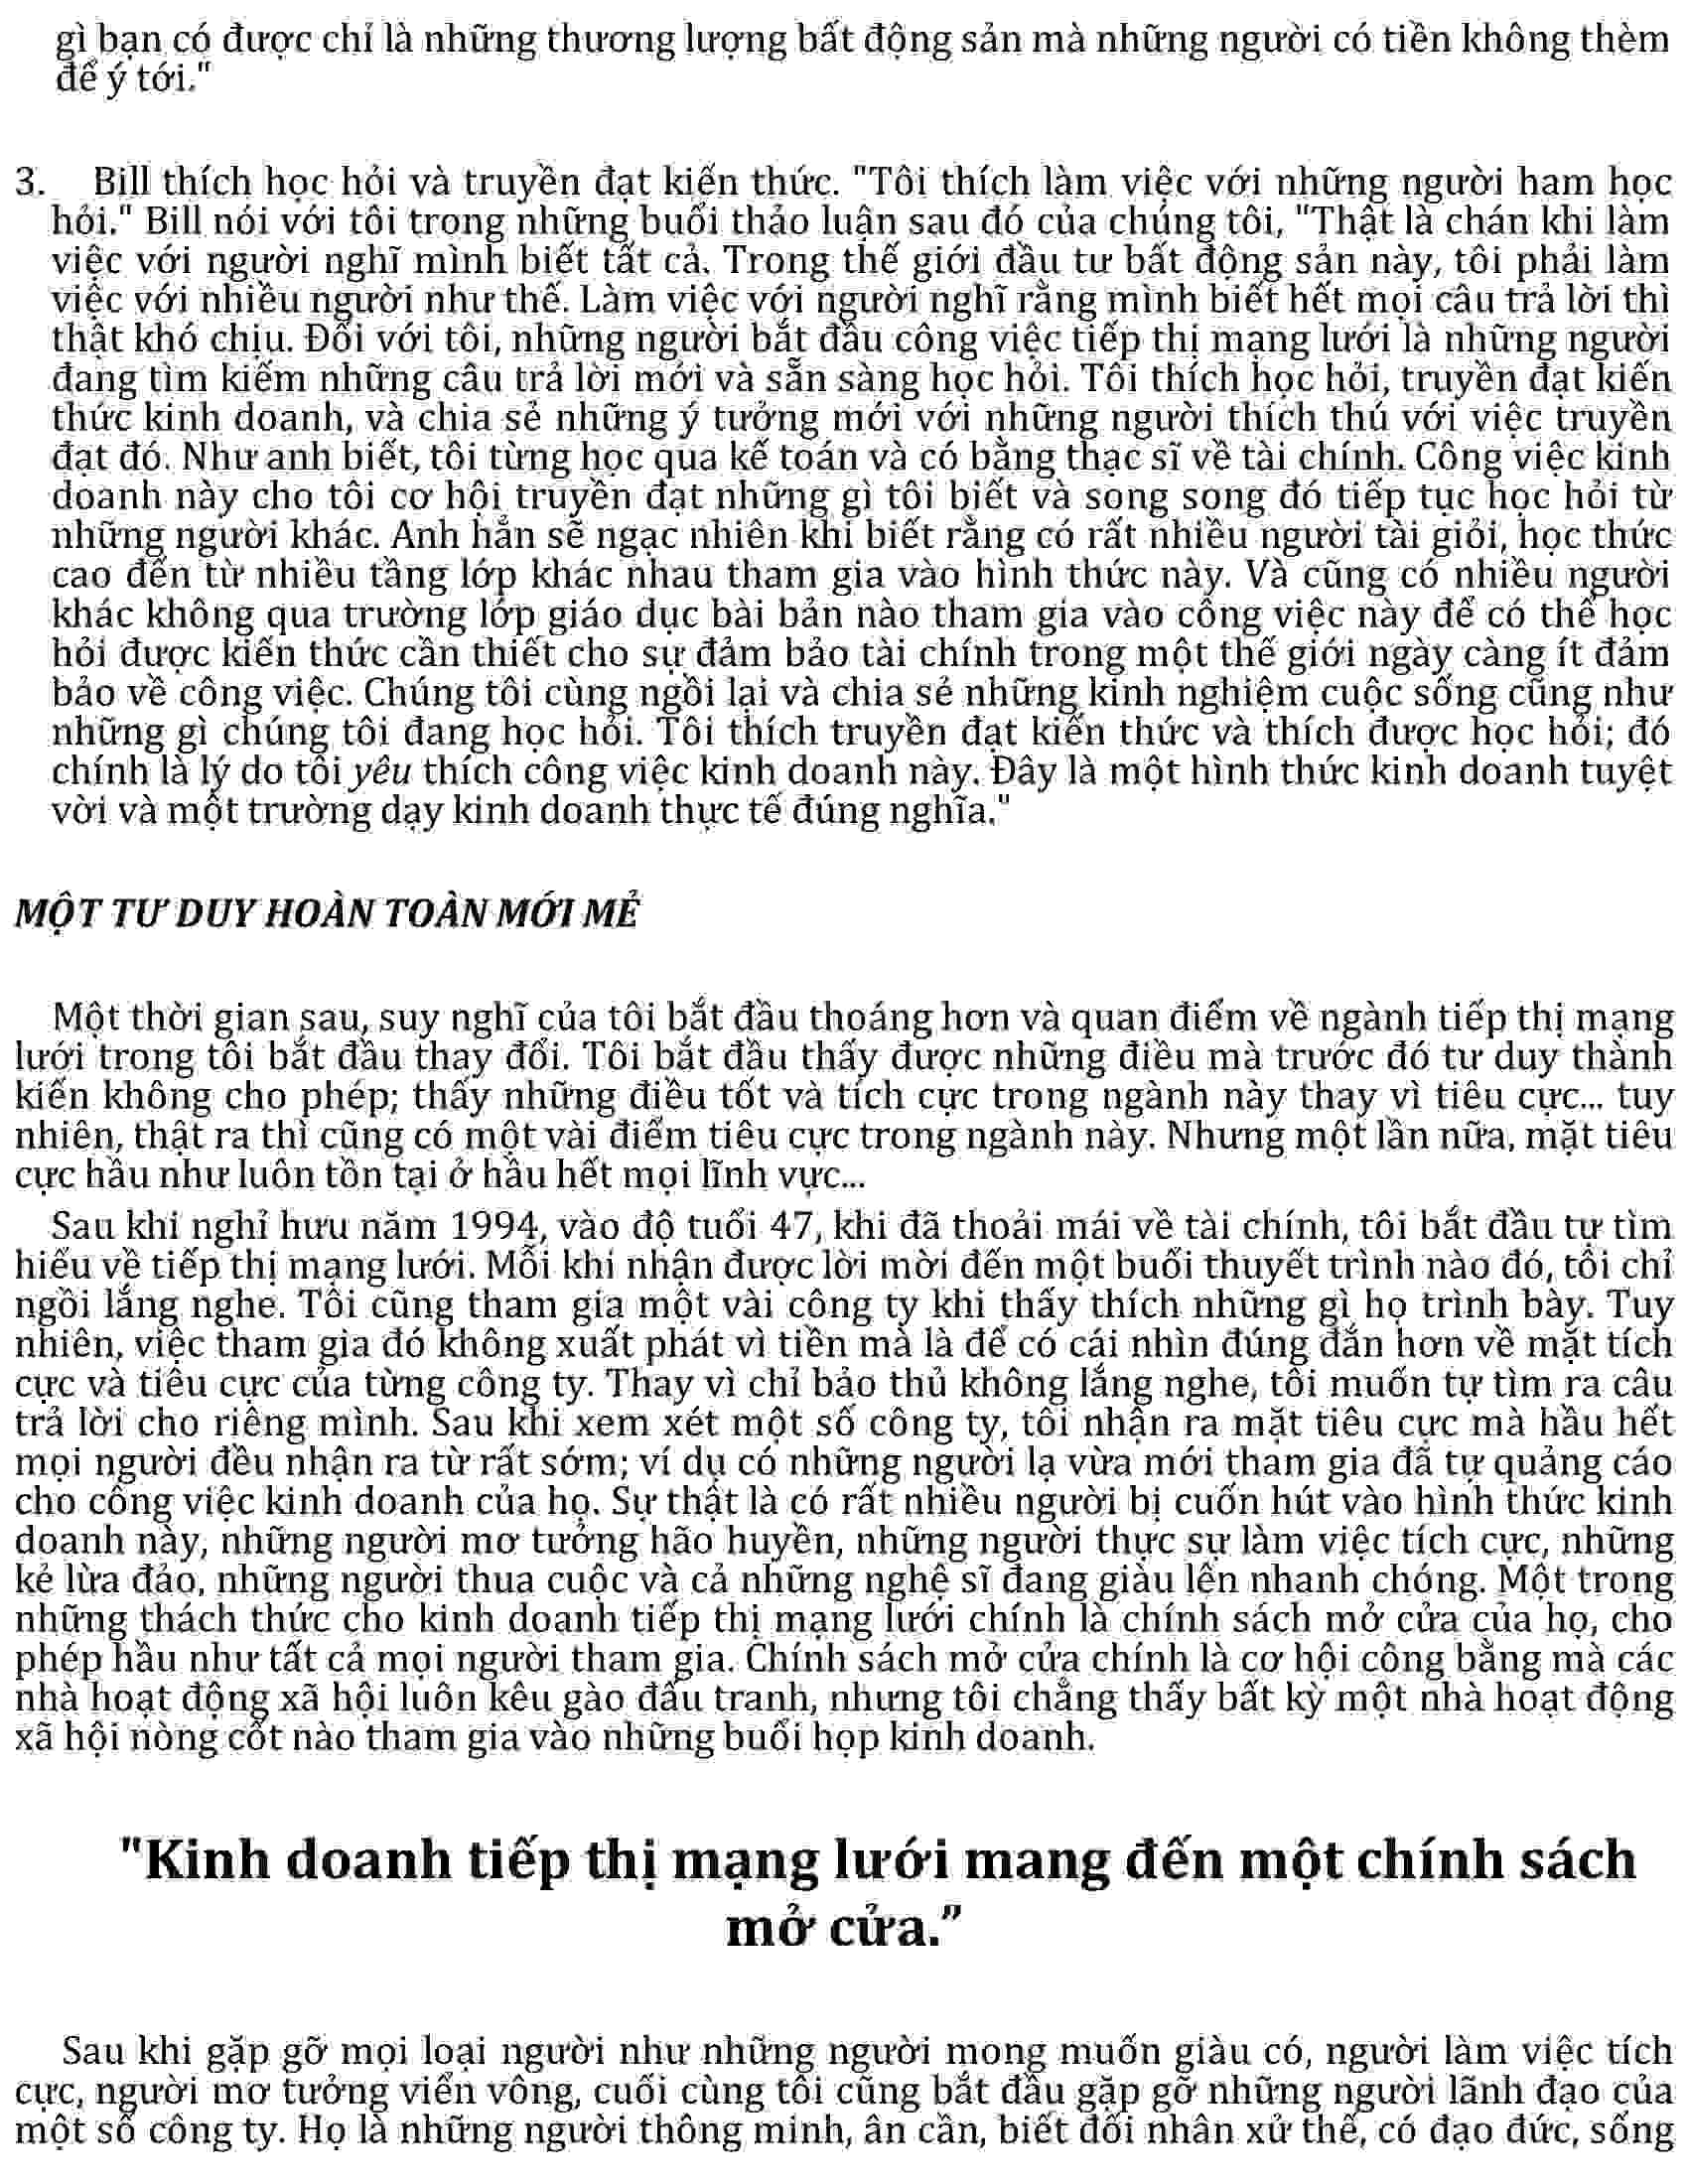 gì bạn có được chỉ là những thương lượng bất động sản mà những người có tiền không thèm
để ý tới."
3. Bill thích học hỏi và truyền đạt kiến thức. "Tôi thích làm việc với những người ham học
hỏi." Bill nói với tôi trong những buổi thảo luận sau đó của chúng tôi, "Thật là chán khi làm
việc với người nghĩ mình biết tất cả. Trong thế giới đầu tư bất động sản này, tôi phải làm
việc với nhiều người như thế. Làm việc với người nghĩ rằng mình biết hết mọi câu trả lời thì
thật khó chịu. Đối với tôi, những người bắt đầu công việc tiếp thị mạng lưới là những người
đang tìm kiếm những câu trả lời mới và sẵn sàng học hỏi. Tôi thích học hỏi, truyền đạt kiến
thức kinh doanh, và chia sẻ những ý tưởng mới với những người thích thú với việc truyền
đạt đó. Như anh biết, tôi từng học qua kế toán và có bằng thạc sĩ về tài chính. Công việc kinh
doanh này cho tôi cơ hội truyền đạt những gì tôi biết và song song đó tiếp tục học hỏi từ
những người khác. Anh hẳn sẽ ngạc nhiên khi biết rằng có rất nhiều người tài giỏi, học thức
cao đến từ nhiều tầng lớp khác nhau tham gia vào hình thức này. Và cũng có nhiều người
khác không qua trường lớp giáo dục bài bản nào tham gia vào công việc này để có thể học
hỏi được kiến thức cần thiết cho sự đảm bảo tài chính trong một thế giới ngày càng ít đảm
bảo về công việc. Chúng tôi cùng ngồi lại và chia sẻ những kinh nghiệm cuộc sống cũng như
những gì chúng tôi đang học hỏi. Tôi thích truyền đạt kiến thức và thích được học hỏi; đó
chính là lý do tôi yêu thích công việc kinh doanh này. Đây là một hình thức kinh doanh tuyệt
vời và một trường dạy kinh doanh thực tế đúng nghĩa."
MỘT TƯ DUY HOÀN TOÀN MỚI MẺ
Một thời gian sau, suy nghĩ của tôi bắt đầu thoáng hơn và quan điểm về ngành tiếp thị mạng
lưới trong tôi bắt đầu thay đổi. Tôi bắt đầu thấy được những điều mà trước đó tư duy thành
kiến không cho phép; thấy những điều tốt và tích cực trong ngành này thay vì tiêu cực... tuy
nhiên, thật ra thì cũng có một vài điểm tiêu cực trong ngành này. Nhưng một lần nữa, mặt tiêu
cực hầu như luôn tồn tại ở hầu hết mọi lĩnh vực...
Sau khi nghỉ hưu năm 1994, vào độ tuổi 47, khi đã thoải mái về tài chính, tôi bắt đầu tự tìm
hiểu về tiếp thị mạng lưới. Mỗi khi nhận được lời mời đến một buổi thuyết trình nào đó, tôi chỉ
ngồi lắng nghe. Tôi cũng tham gia một vài công ty khi thấy thích những gì họ trình bày. Tuy
nhiên, việc tham gia đó không xuất phát vì tiền mà là để có cái nhìn đúng đắn hơn về mặt tích
cực và tiêu cực của từng công ty. Thay vì chỉ bảo thủ không lắng nghe, tôi muốn tự tìm ra câu
trả lời cho riêng mình. Sau khi xem xét một số công ty, tôi nhận ra mặt tiêu cực mà hầu hết
mọi người đều nhận ra từ rất sớm; ví dụ có những người lạ vừa mới tham gia đã tự quảng cáo
cho công việc kinh doanh của họ. Sự thật là có rất nhiều người bị cuốn hút vào hình thức kinh
doanh này, những người mơ tưởng hão huyền, những người thực sự làm việc tích cực, những
kẻ lừa đảo, những người thua cuộc và cả những nghệ sĩ đang giàu lên nhanh chóng. Một trong
những thách thức cho kinh doanh tiếp thị mạng lưới chính là chính sách mở cửa của họ, cho
phép hầu như tất cả mọi người tham gia. Chính sách mở cửa chính là cơ hội công bằng mà các
nhà hoạt động xã hội luôn kêu gào đấu tranh, nhưng tôi chẳng thấy bất kỳ một nhà hoạt động
xã hội nòng cốt nào tham gia vào những buổi họp kinh doanh.
"Kinh doanh tiếp thị mạng lưới mang đến một chính sách
mở cửa.”
Sau khi gặp gỡ mọi loại người như những người mong muốn giàu có, người làm việc tích
cực, người mơ tưởng viển vông, cuối cùng tôi cũng bắt đầu gặp gỡ những người lãnh đạo của
một số công ty. Họ là những người thông minh, ân cần, biết đối nhân xử thế, có đạo đức, sống